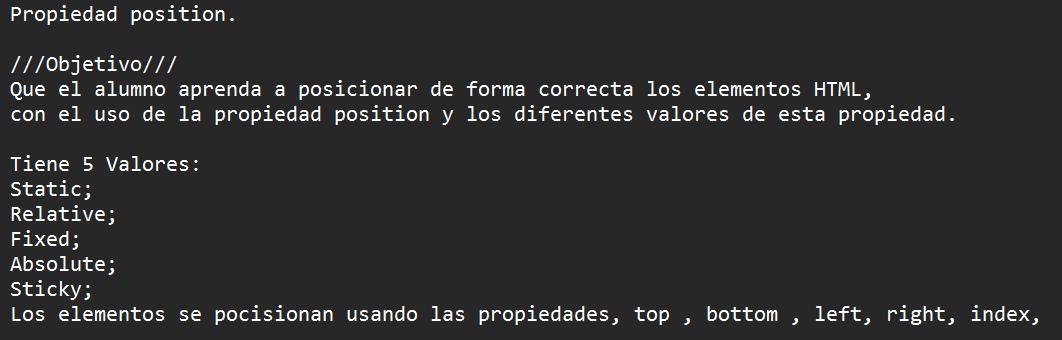 Propiedad position.
///Objetivo///
Que el alumno aprenda a posicionar de forma correcta los elementos HTML,
con el uso de la propiedad position y los diferentes valores de esta propiedad.
Tiene 5 Valores:
Static;
Relative;
Fixed;
Absolute;
Sticky;
Los elementos se pocisionan usando las propiedades, top , bottom , left, right, index,